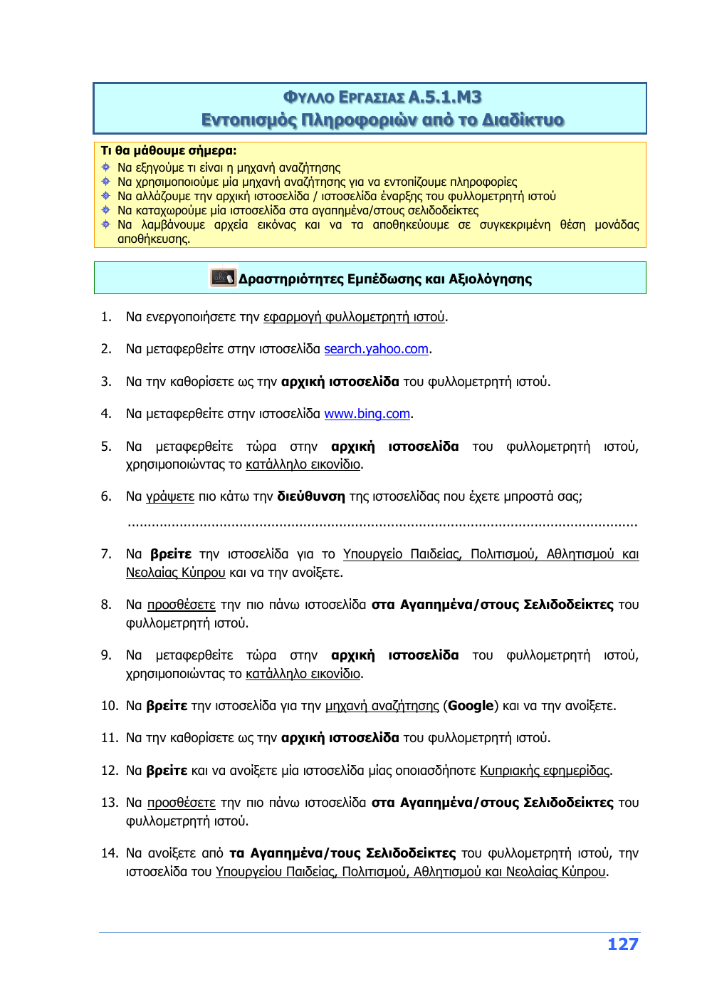 Φύλλο Εργασίας Α.5.1.Μ3
Εντοπισμός Πληροφοριών από το Διαδίκτυο
Τι θα μάθουμε σήμερα:
Να εξηγούμε τι είναι η μηχανή αναζήτησης
Να χρησιμοποιούμε μία μηχανή αναζήτησης για να εντοπίζουμε πληροφορίες
Να αλλάζουμε την αρχική ιστοσελίδα / ιστοσελίδα έναρξης του φυλλομετρητή ιστού
Να καταχωρούμε μία ιστοσελίδα στα αγαπημένα/στους σελιδοδείκτες
Να λαμβάνουμε αρχεία εικόνας και να τα αποθηκεύουμε σε συγκεκριμένη θέση μονάδας
αποθήκευσης.
abc Δραστηριότητες Εμπέδωσης και Αξιολόγησης
1. Να ενεργοποιήσετε την εφαρμογή φυλλομετρητή ιστού.
2. Να μεταφερθείτε στην ιστοσελίδα search.yahoo.com.
3. Να την καθορίσετε ως την αρχική ιστοσελίδα του φυλλομετρητή ιστού.
4. Να μεταφερθείτε στην ιστοσελίδα www.bing.com.
5. Να μεταφερθείτε τώρα στην αρχική ιστοσελίδα του φυλλομετρητή ιστού,
χρησιμοποιώντας το κατάλληλο εικονίδιο.
6. Να γράψετε πιο κάτω την διεύθυνση της ιστοσελίδας που έχετε μπροστά σας;
................................................................................................................................
7. Να βρείτε την ιστοσελίδα για το Υπουργείο Παιδείας, Πολιτισμού, Αθλητισμού και
Νεολαίας Κύπρου και να την ανοίξετε.
8. Να προσθέσετε την πιο πάνω ιστοσελίδα στα Αγαπημένα/στους Σελιδοδείκτες του
φυλλομετρητή ιστού.
9. Να μεταφερθείτε τώρα στην αρχική ιστοσελίδα του φυλλομετρητή ιστού,
χρησιμοποιώντας το κατάλληλο εικονίδιο.
10. Να βρείτε την ιστοσελίδα για την μηχανή αναζήτησης (Google) και να την ανοίξετε.
11. Να την καθορίσετε ως την αρχική ιστοσελίδα του φυλλομετρητή ιστού.
12. Να βρείτε και να ανοίξετε μία ιστοσελίδα μίας οποιασδήποτε Κυπριακής εφημερίδας.
13. Να προσθέσετε την πιο πάνω ιστοσελίδα στα Αγαπημένα/στους Σελιδοδείκτες του
φυλλομετρητή ιστού.
14. Να ανοίξετε από τα Αγαπημένα/τους Σελιδοδείκτες του φυλλομετρητή ιστού, την
ιστοσελίδα του Υπουργείου Παιδείας, Πολιτισμού, Αθλητισμού και Νεολαίας Κύπρου.
127